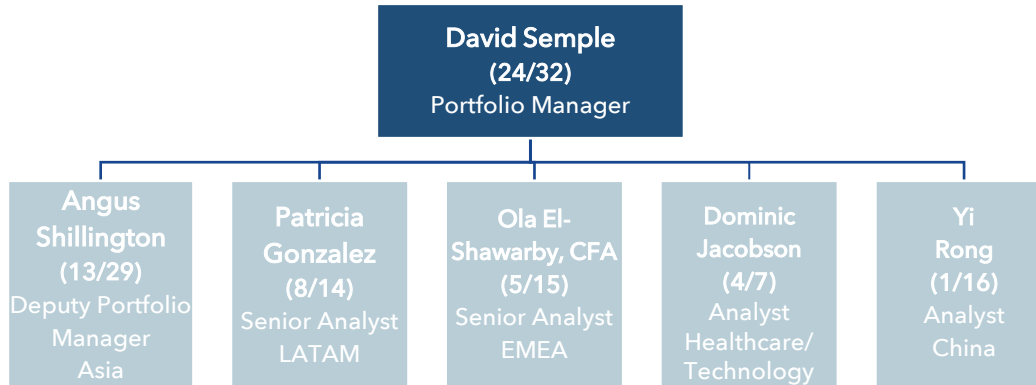 David Semple
(24/32)
Portfolio Manager
Angus
Shillington
(13/29)
Deputy Portfolio
Manager
Asia
Patricia
Gonzalez
(8/14)
Senior Analyst
LATAM
Ola El-
Shawarby, CFA
(5/15)
Senior Analyst
EMEA
Dominic
Jacobson
(4/7)
Analyst
Healthcare/
Technology
Yi
Rong
(1/16)
Analyst
China